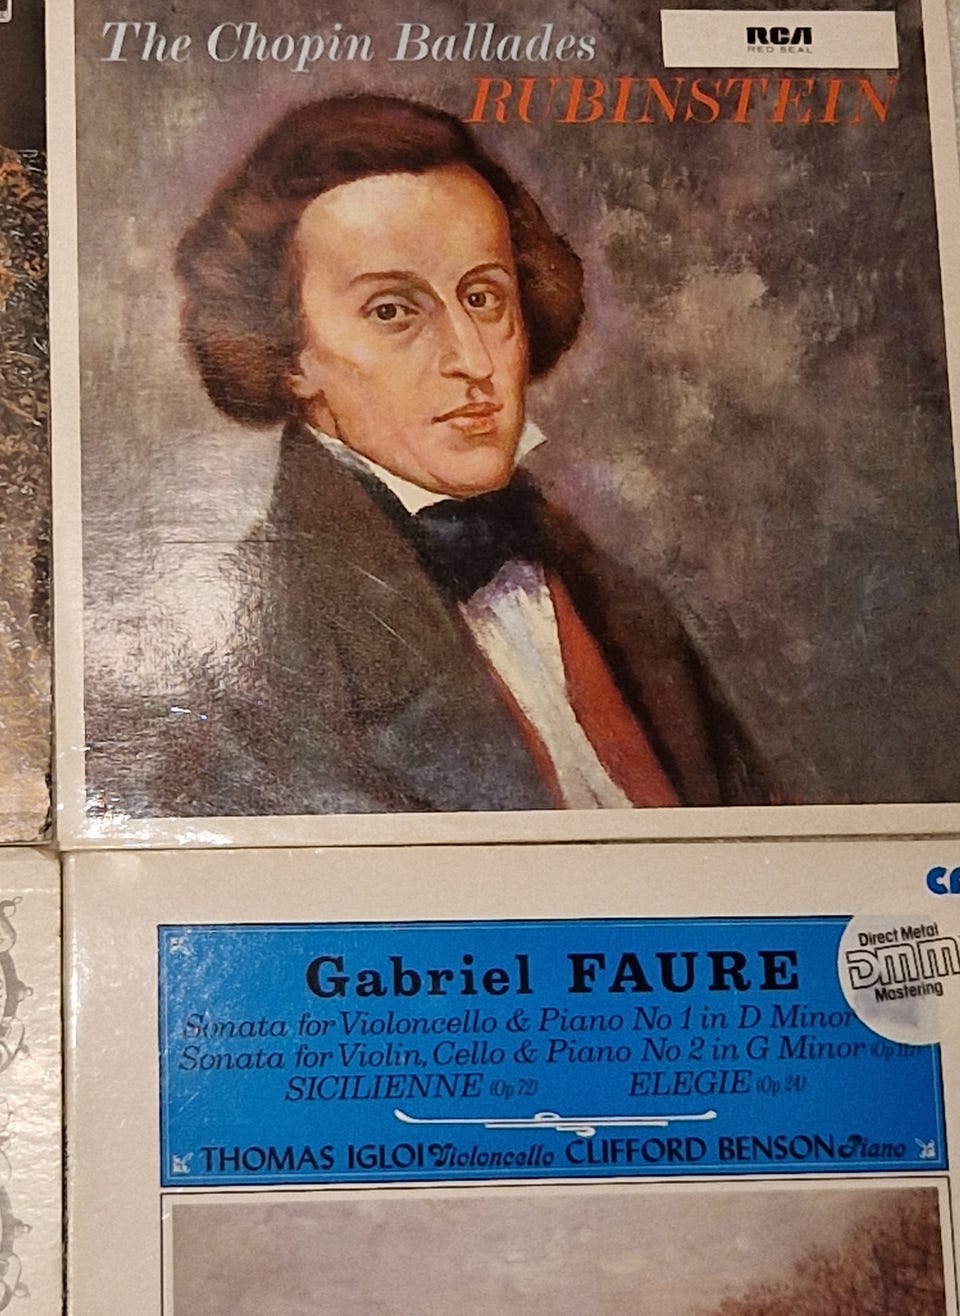 The Chopin Ballades
RCA
RED SEAL
RUBINSTEIN
Direct Metal
DMM
Mastering
Gabriel FAURE
Sonata for Violoncello & Piano No 1 in D Minor
Sonata for Violin, Cello & Piano No 2 in G Minor
SICILIENNE (Op 72) ELEGIE (Op 24)
THOMAS IGLOI Violoncello CLIFFORD BENSON Piano